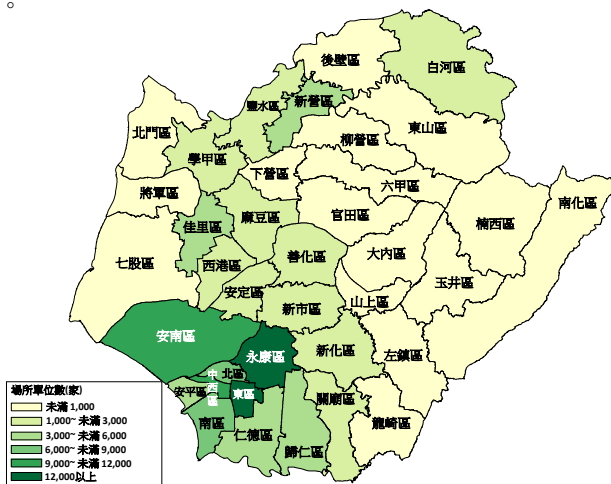 。
後壁區
白河區
鹽水區
新營區
北門區
東山區
柳營區
學甲區
下營區
六甲區
將軍區
南化區
官田區
楠西區
麻豆區
佳里區
大內區
善化區
七股區
西港區
玉井區
安定區
山上區
新市區
安南區
永康區
新化區
左鎮區
中西區
北區
安平區
東區
關廟區
南區
龍崎區
仁德區
歸仁區
場所單位數(家)
未滿 1,000
1,000~ 未滿 3,000
3,000~ 未滿 6,000
6,000~ 未滿 9,000
9,000~ 未滿 12,000
12,000以上